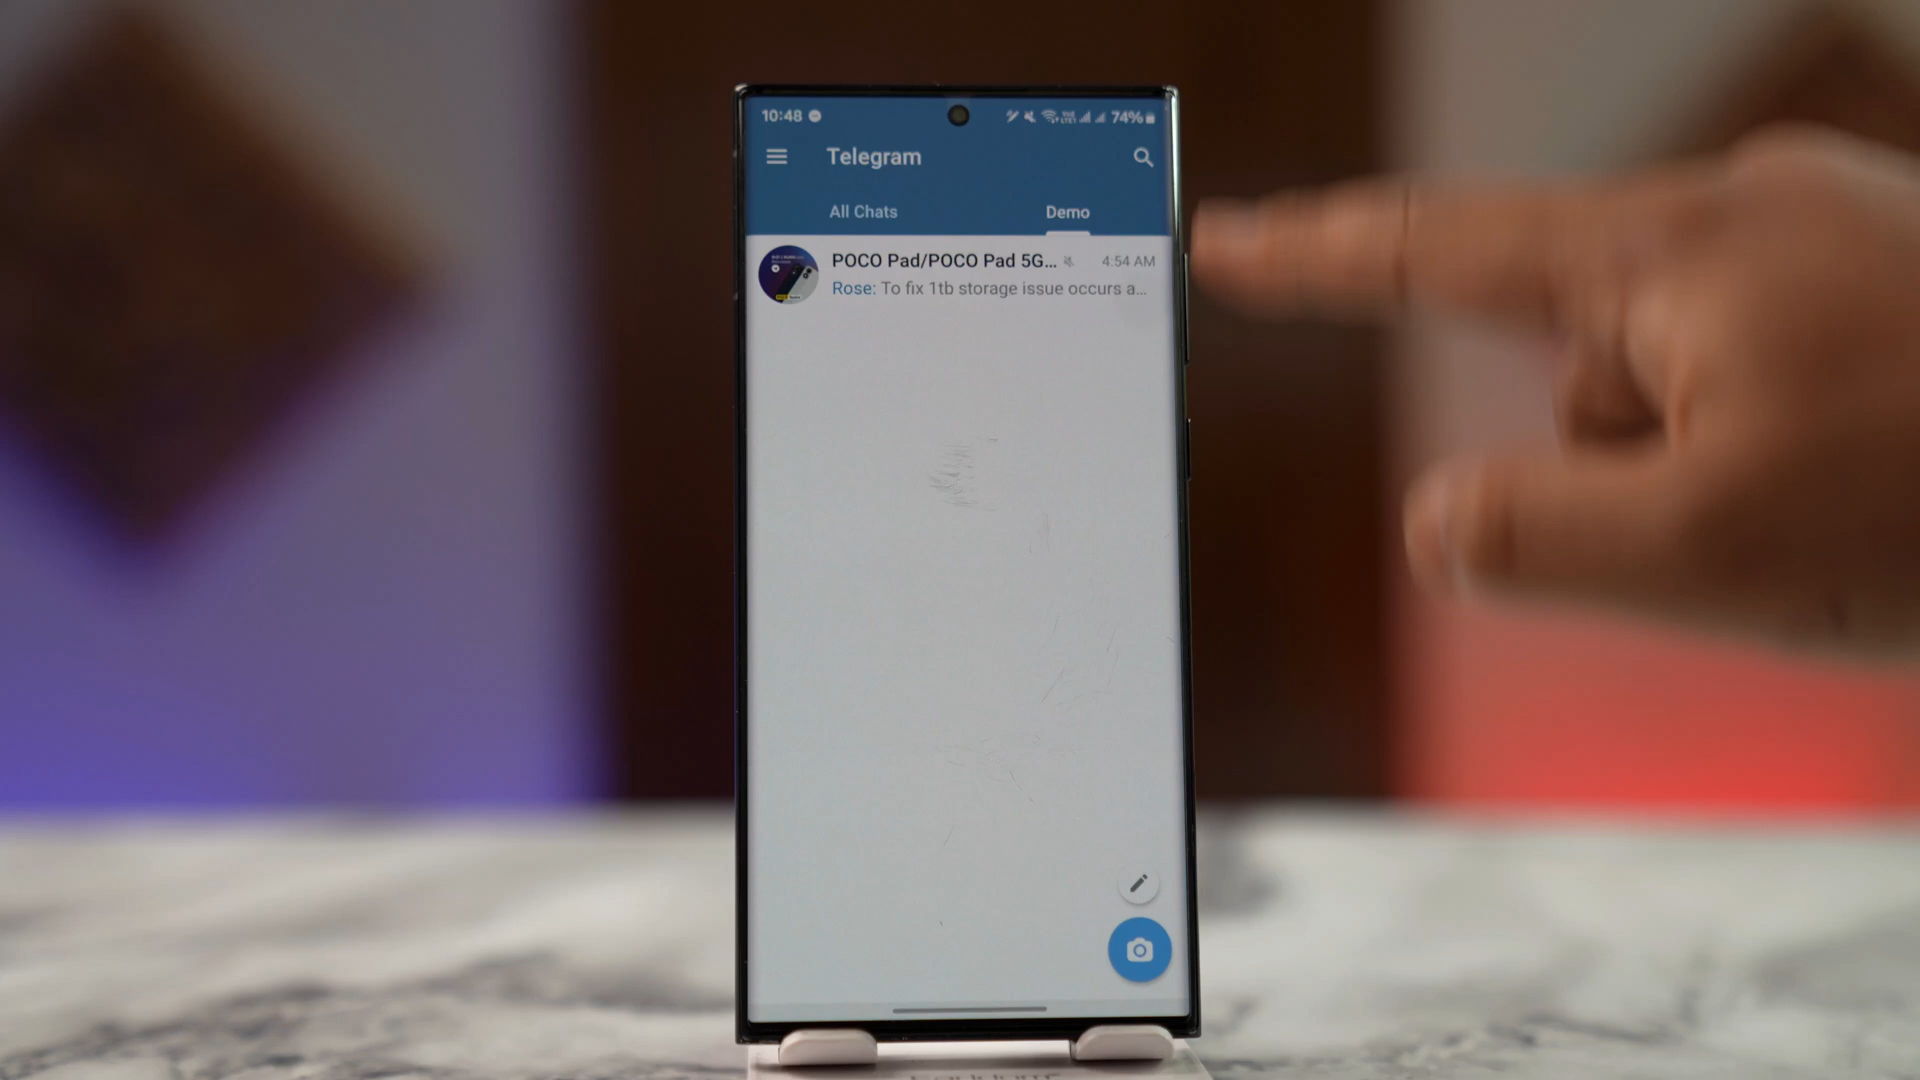 10:48
74%
Telegram
All Chats
Demo
POCO Pad/POCO Pad 5G...
4:54 AM
Rose: To fix 1tb storage issue occurs a...